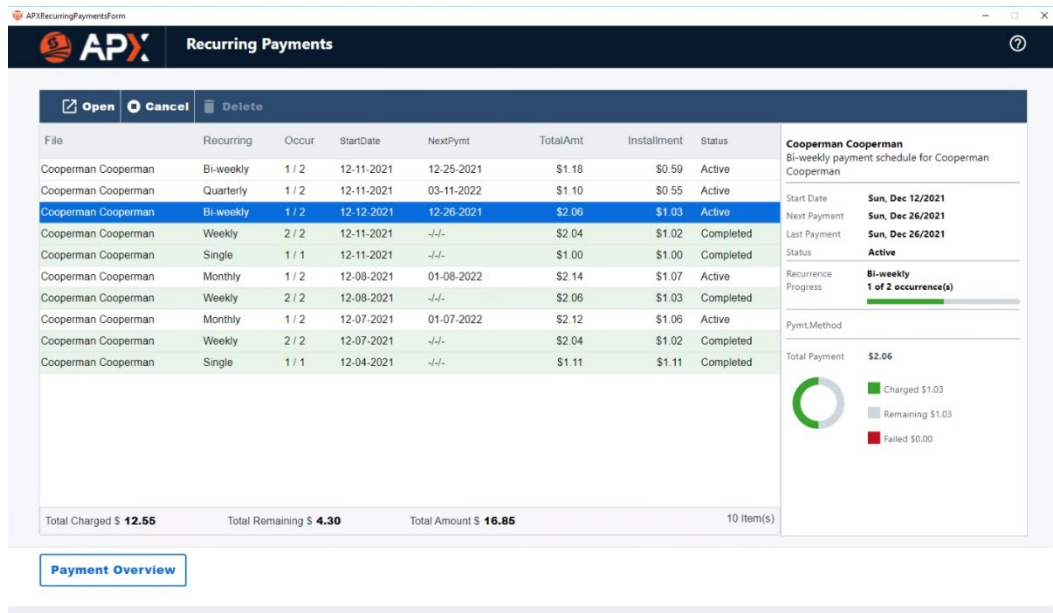 APXRecurringPaymentsForm
APX Recurring Payments
Open Cancel Delete
File Recurring Occur StartDate NextPymt TotalAmt Installment Status
Cooperman Cooperman Bi-weekly 1 / 2 12-11-2021 12-25-2021 $1.18 $0.59 Active
Cooperman Cooperman Quarterly 1 / 2 12-11-2021 03-11-2022 $1.10 $0.55 Active
Cooperman Cooperman Bi-weekly 1 / 2 12-12-2021 12-26-2021 $2.06 $1.03 Active
Cooperman Cooperman Weekly 2 / 2 12-11-2021 -/-/- $2.04 $1.02 Completed
Cooperman Cooperman Single 1 / 1 12-11-2021 -/-/- $1.00 $1.00 Completed
Cooperman Cooperman Monthly 1 / 2 12-08-2021 01-08-2022 $2.14 $1.07 Active
Cooperman Cooperman Weekly 2 / 2 12-08-2021 -/-/- $2.06 $1.03 Completed
Cooperman Cooperman Monthly 1 / 2 12-07-2021 01-07-2022 $2.12 $1.06 Active
Cooperman Cooperman Weekly 2 / 2 12-07-2021 -/-/- $2.04 $1.02 Completed
Cooperman Cooperman Single 1 / 1 12-04-2021 -/-/- $1.11 $1.11 Completed
Total Charged $ 12.55 Total Remaining $ 4.30 Total Amount $ 16.85 10 Item(s)
Cooperman Cooperman
Bi-weekly payment schedule for Cooperman
Cooperman
Start Date Sun, Dec 12/2021
Next Payment Sun, Dec 26/2021
Last Payment Sun, Dec 26/2021
Status Active
Recurrence Bi-weekly
Progress 1 of 2 occurrence(s)
Pymt.Method
Total Payment $2.06
Charged $1.03
Remaining $1.03
Failed $0.00
Payment Overview